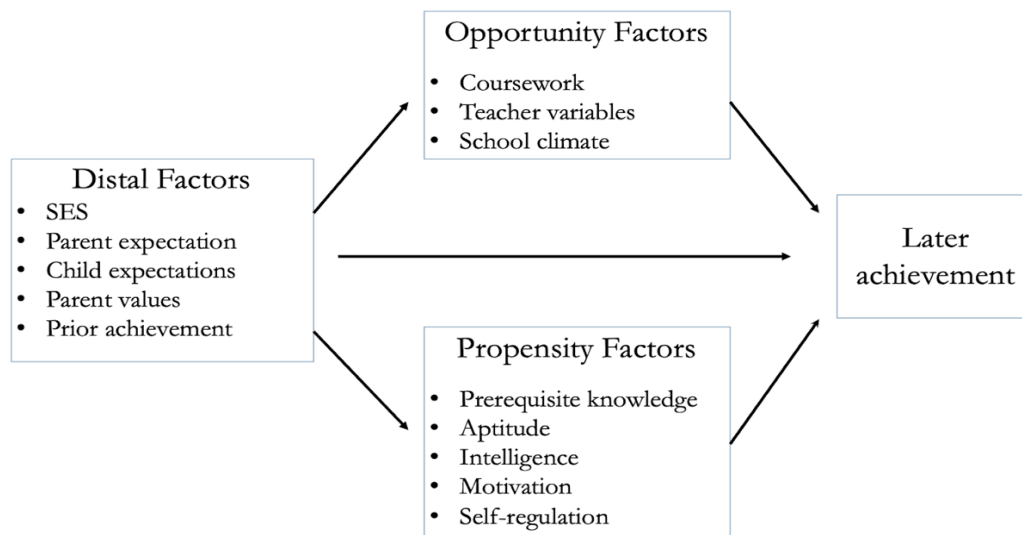 Opportunity Factors
• Coursework
• Teacher variables
• School climate
Distal Factors
• SES
• Parent expectation
• Child expectations
• Parent values
• Prior achievement
Later
achievement
Propensity Factors
• Prerequisite knowledge
• Aptitude
• Intelligence
• Motivation
• Self-regulation